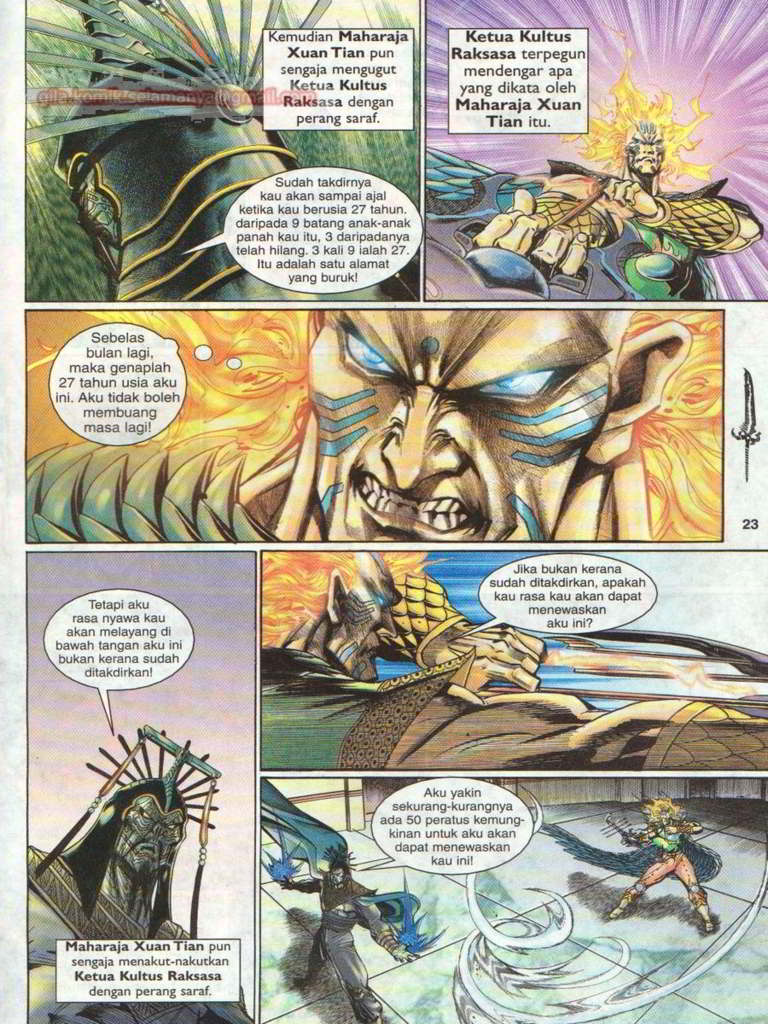 Kemudian Maharaja
Xuan Tian pun
sengaja mengugut
Ketua Kultus
Raksasa dengan
perang saraf.
gila.komik.selamanya@gmail.com
Sudah takdirnya
kau akan sampai ajal
ketika kau berusia 27 tahun.
daripada 9 batang anak-anak
panah kau itu, 3 daripadanya
telah hilang. 3 kali 9 ialah 27.
Itu adalah satu alamat
yang buruk!
Ketua Kultus
Raksasa terpegun
mendengar apa
yang dikata oleh
Maharaja Xuan
Tian itu.
Sebelas
bulan lagi,
maka genaplah
27 tahun usia aku
ini. Aku tidak boleh
membuang
masa lagi!
23
Tetapi aku
rasa nyawa kau
akan melayang di
bawah tangan aku ini
bukan kerana sudah
ditakdirkan!
Maharaja Xuan Tian pun
sengaja menakut-nakutkan
Ketua Kultus Raksasa
dengan perang saraf.
Jika bukan kerana
sudah ditakdirkan, apakah
kau rasa kau akan dapat
menewaskan
aku ini?
Aku yakin
sekurang-kurangnya
ada 50 peratus kemung-
kinan untuk aku akan
dapat menewaskan
kau ini!